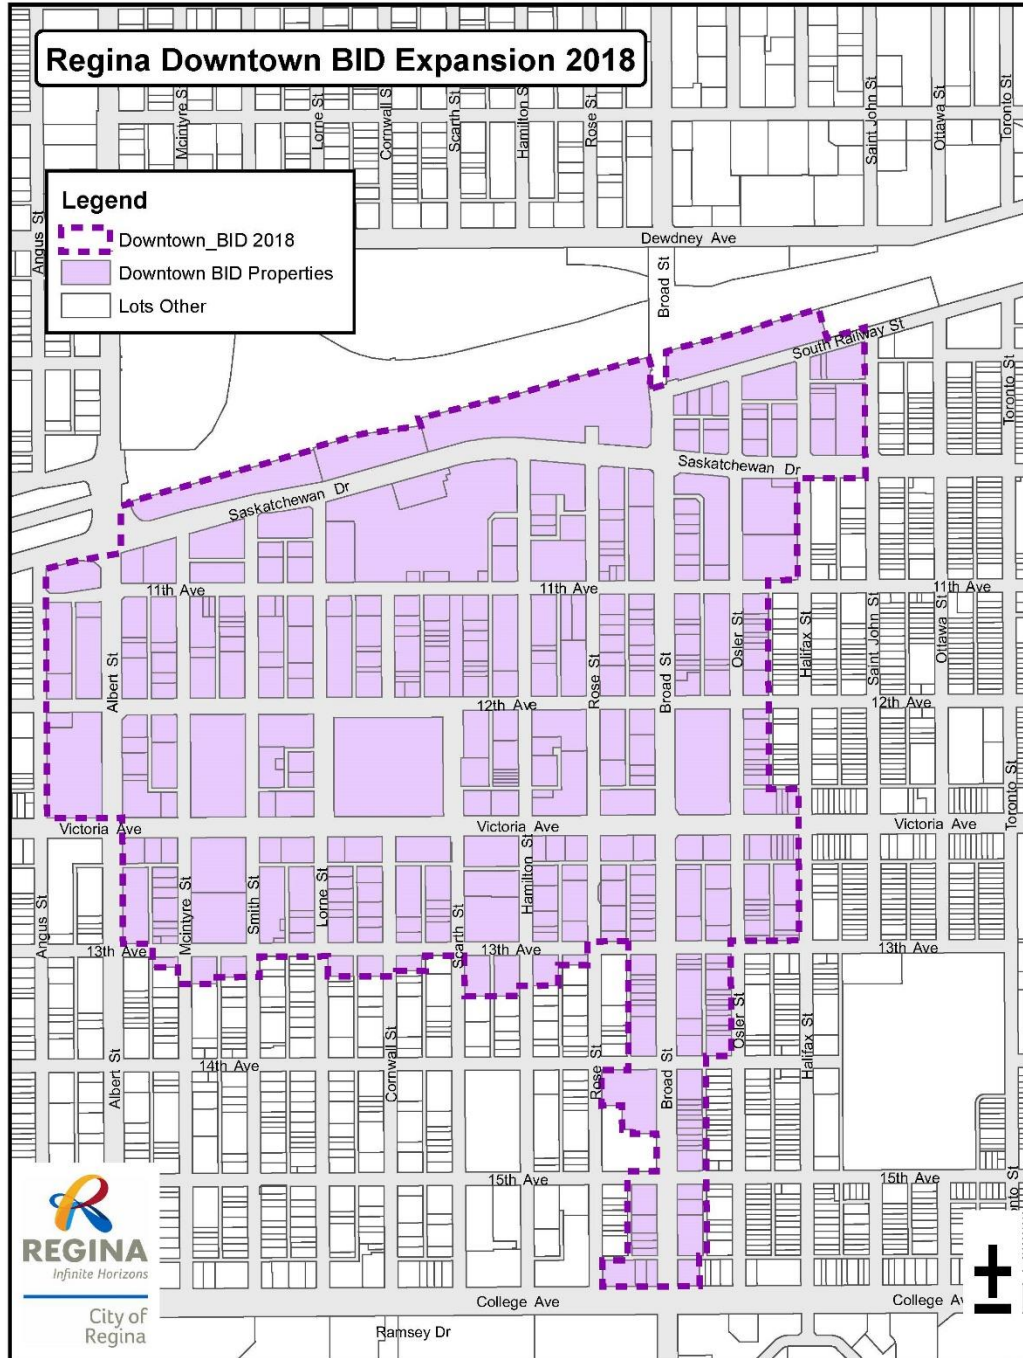 Regina Downtown BID Expansion 2018
Mcintyre St
Lorne St
Cornwall St
Scarth St
Hamilton St
Rose St
Saint John St
Ottawa St
Toronto St
Legend
Downtown_BID 2018
Downtown BID Properties
Lots Other
Angus St
Dewdney Ave
Broad St
South Railway St
Toronto St
Saskatchewan Dr
Saskatchewan Dr
11th Ave
11th Ave
11th Ave
Albert St
Rose St
Broad St
Osler St
Halifax St
Saint John St
Ottawa St
12th Ave
12th Ave
Toronto St
Victoria Ave
Victoria Ave
Victoria Ave
Angus St
Mcintyre St
Smith St
Lorne St
Scarth St
Hamilton St
13th Ave
13th Ave
13th Ave
Albert St
Cornwall St
Rose St
Broad St
Osler St
Halifax St
14th Ave
15th Ave
15th Ave
College Ave
College Av
Ramsey Dr
REGINA
Infinite Horizons
City of
Regina